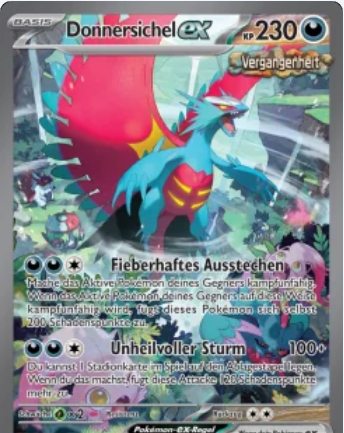 BASIS Donnersichel ex KP 230
Vergangenheit
Fieberhaftes Ausstechen
Mache das Aktive Pokémon deines Gegners kampfunfähig.
Wenn das Aktive Pokémon deines Gegners auf diese Weise
kampfunfähig wird, fügt dieses Pokémon sich selbst
200 Schadenspunkte zu.
Unheilvoller Sturm 100+
Du kannst 1 Stadionkarte im Spiel auf den Ablagestapel legen.
Wenn du das machst, fügt diese Attacke 120 Schadenspunkte
mehr zu.
Schwäche ×2 Resistenz Rückzug
Pokémon-ex-Regel